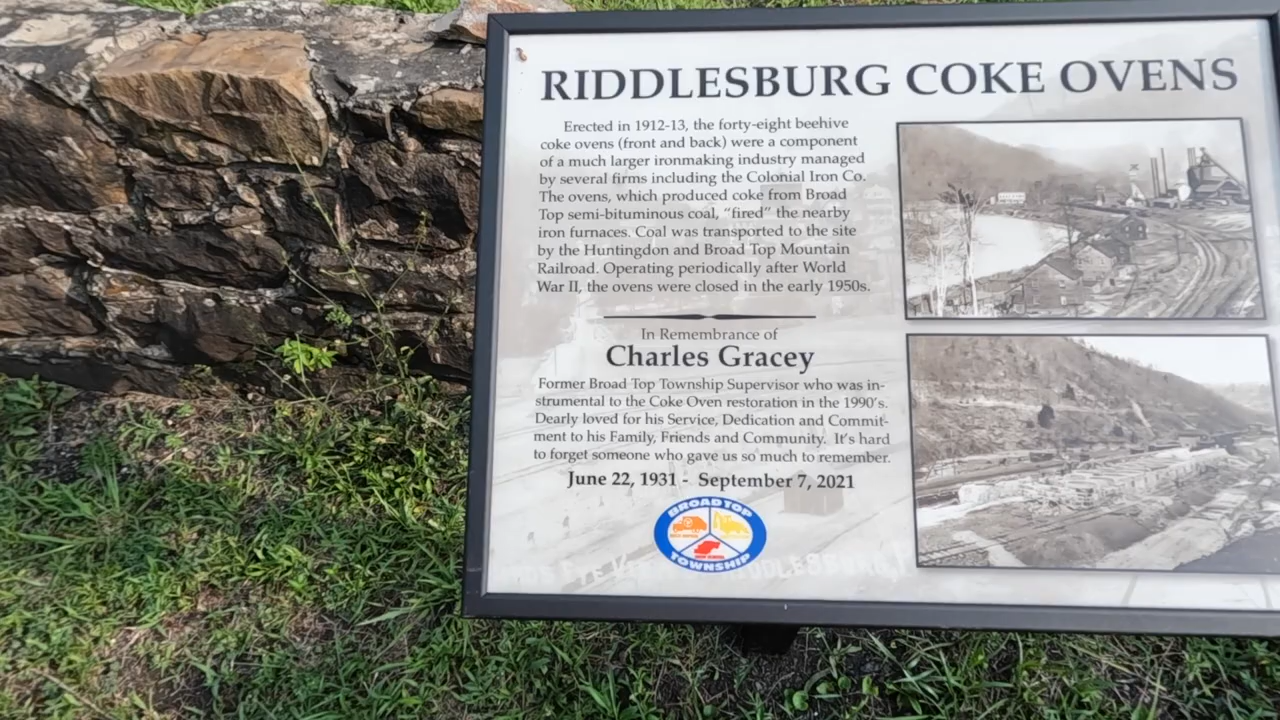 RIDDLESBURG COKE OVENS
Erected in 1912-13, the forty-eight beehive
coke ovens (front and back) were a component
of a much larger ironmaking industry managed
by several firms including the Colonial Iron Co.
The ovens, which produced coke from Broad
Top semi-bituminous coal, “fired” the nearby
iron furnaces. Coal was transported to the site
by the Huntingdon and Broad Top Mountain
Railroad. Operating periodically after World
War II, the ovens were closed in the early 1950s.
In Remembrance of
Charles Gracey
Former Broad Top Township Supervisor who was in-
strumental to the Coke Oven restoration in the 1990's.
Dearly loved for his Service, Dedication and Commit-
ment to his Family, Friends and Community. It's hard
to forget someone who gave us so much to remember.
June 22, 1931 - September 7, 2021
BROAD TOP
TOWNSHIP